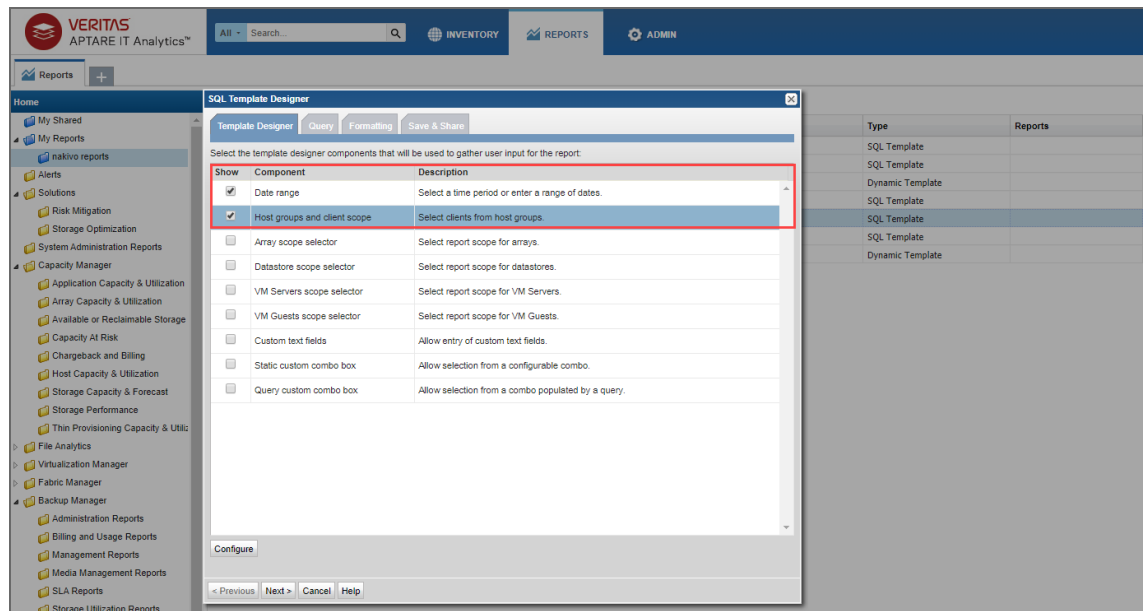 VERITAS
APTARE IT Analytics™
All Search... INVENTORY REPORTS ADMIN
Reports +
Home
My Shared
My Reports
nakivo reports
Alerts
Solutions
Risk Mitigation
Storage Optimization
System Administration Reports
Capacity Manager
Application Capacity & Utilization
Array Capacity & Utilization
Available or Reclaimable Storage
Capacity At Risk
Chargeback and Billing
Host Capacity & Utilization
Storage Capacity & Forecast
Storage Performance
Thin Provisioning Capacity & Utiliz
File Analytics
Virtualization Manager
Fabric Manager
Backup Manager
Administration Reports
Billing and Usage Reports
Management Reports
Media Management Reports
SLA Reports
Storage Utilization Reports
SQL Template Designer
Template Designer Query Formatting Save & Share
Select the template designer components that will be used to gather user input for the report:
Show Component Description
Date range Select a time period or enter a range of dates.
Host groups and client scope Select clients from host groups.
Array scope selector Select report scope for arrays.
Datastore scope selector Select report scope for datastores.
VM Servers scope selector Select report scope for VM Servers.
VM Guests scope selector Select report scope for VM Guests.
Custom text fields Allow entry of custom text fields.
Static custom combo box Allow selection from a configurable combo.
Query custom combo box Allow selection from a combo populated by a query.
Configure
< Previous Next > Cancel Help
Type Reports
SQL Template
SQL Template
Dynamic Template
SQL Template
SQL Template
SQL Template
Dynamic Template